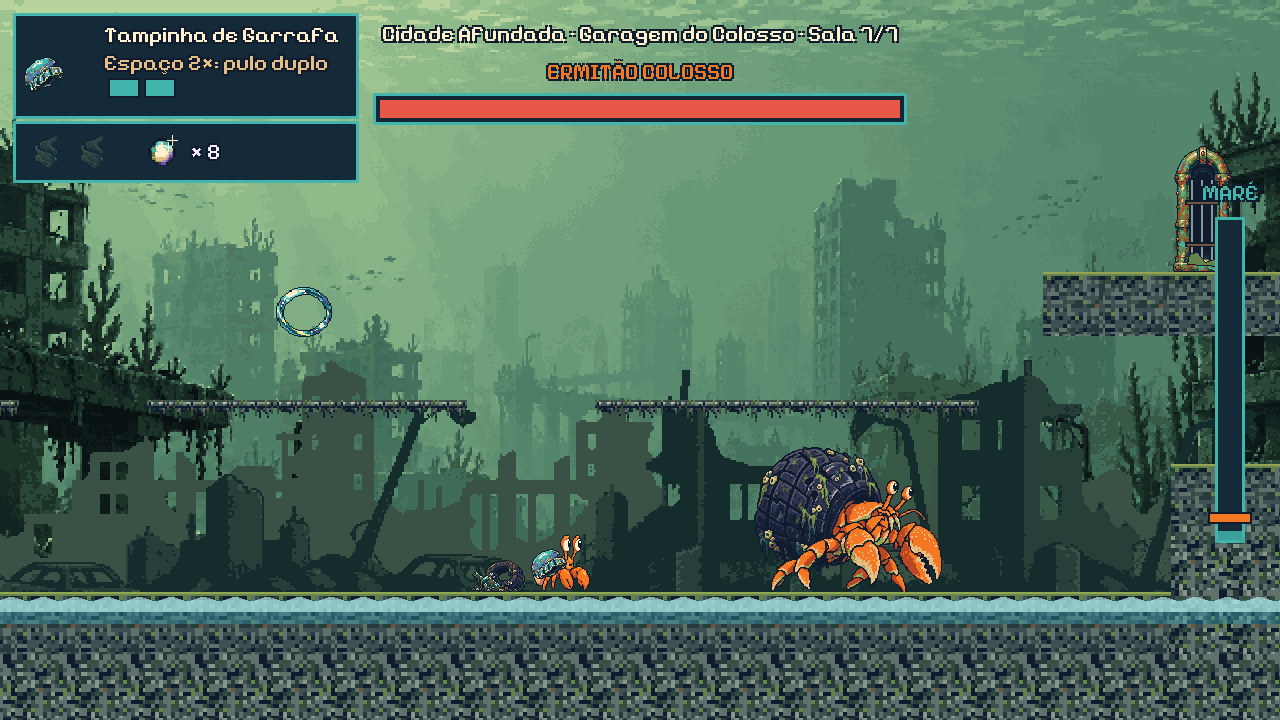 Tampinha de Garrafa
Espaço 2×: pulo duplo
× 8
Cidade Afundada · Garagem do Colosso · Sala 7/7
ERMITÃO COLOSSO
MARÉ